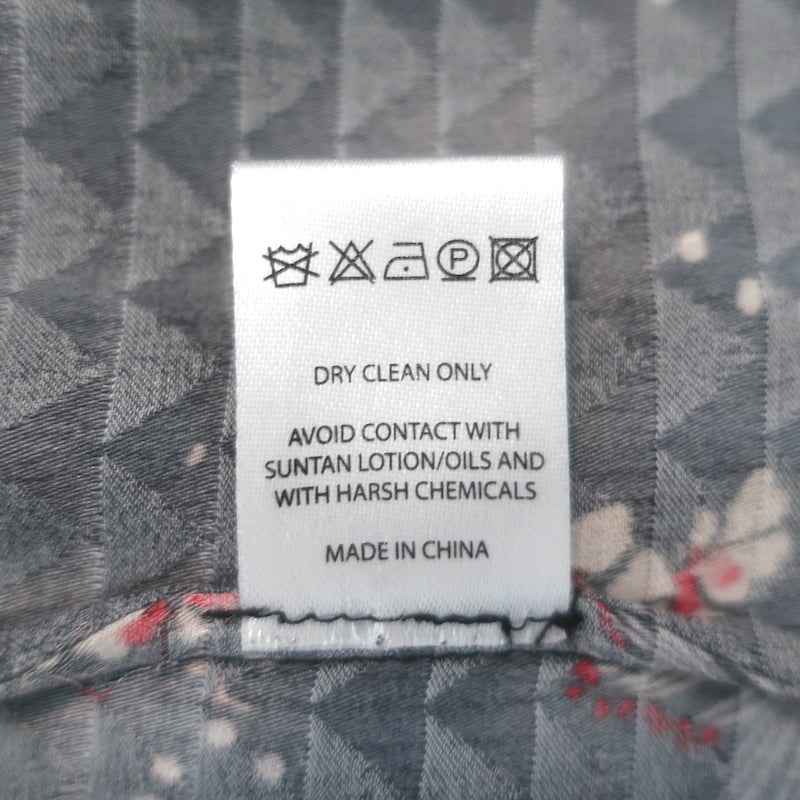 P
DRY CLEAN ONLY
AVOID CONTACT WITH
SUNTAN LOTION/OILS AND
WITH HARSH CHEMICALS
MADE IN CHINA